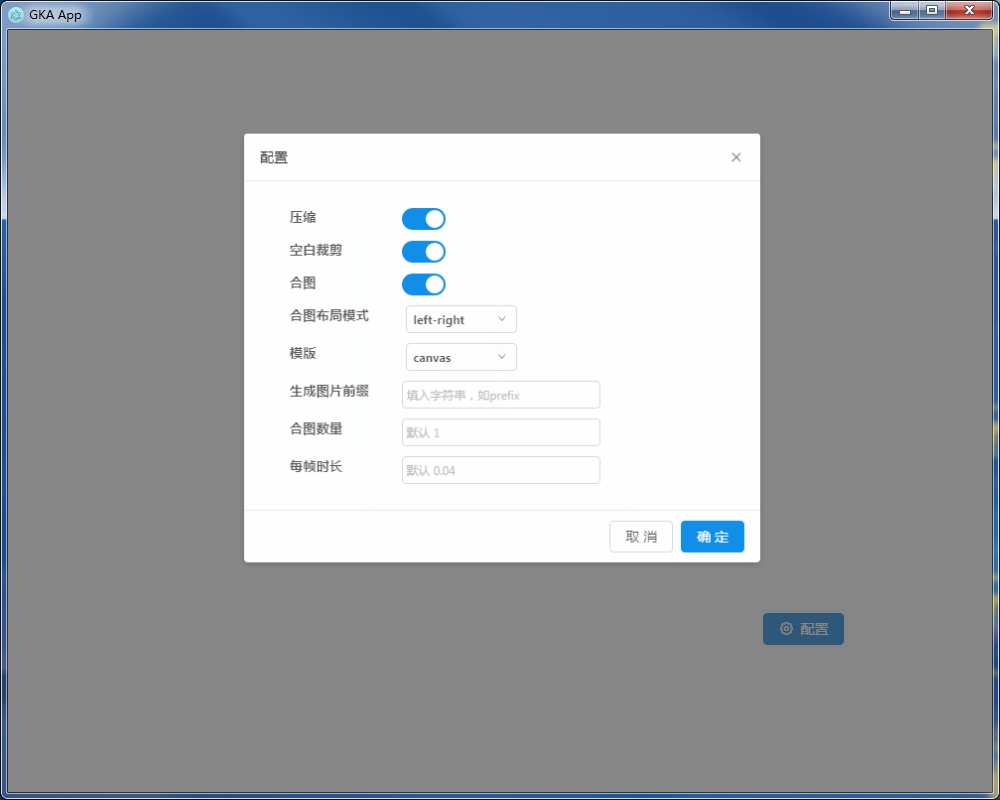 GKA App
配置
压缩
空白裁剪
合图
合图布局模式 left-right
模版 canvas
生成图片前缀 填入字符串，如prefix
合图数量 默认 1
每帧时长 默认 0.04
取 消 确 定
配置